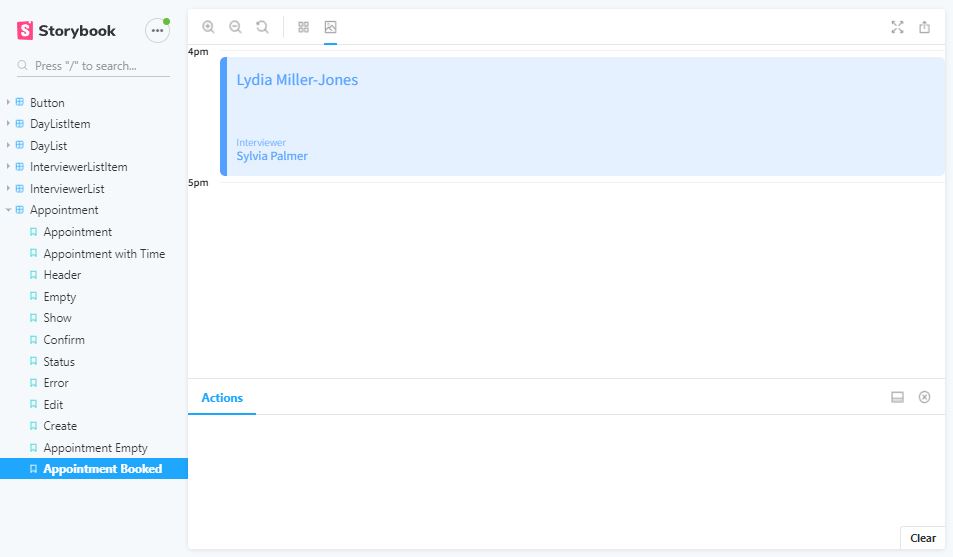 Storybook
Press "/" to search...
Button
DayListItem
DayList
InterviewerListItem
InterviewerList
Appointment
Appointment
Appointment with Time
Header
Empty
Show
Confirm
Status
Error
Edit
Create
Appointment Empty
Appointment Booked
4pm
Lydia Miller-Jones
Interviewer
Sylvia Palmer
5pm
Actions
Clear